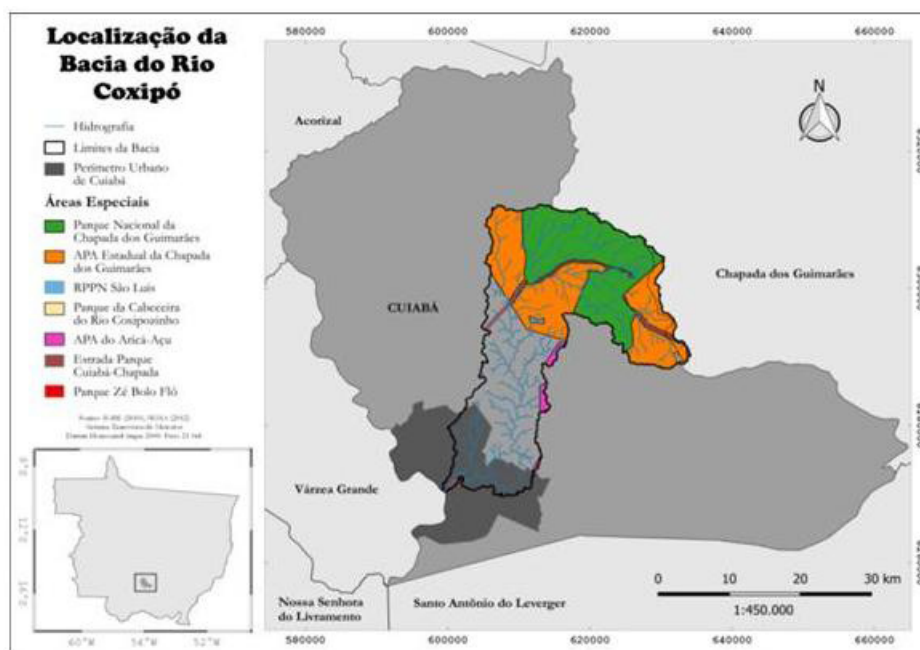 Localização da
Bacia do Rio
Coxipó
Hidrografia
Limites da Bacia
Perímetro Urbano
de Cuiabá
Áreas Especiais
Parque Nacional da
Chapada dos Guimarães
APA Estadual da Chapada
dos Guimarães
RPPN São Luis
Parque da Cabeceira
do Rio Coxipozinho
APA do Aricá-Açu
Estrada Parque
Cuiabá-Chapada
Parque Zé Bolo Flô
580000 600000 620000 640000 660000
Acorizal
N
CUIABÁ
Chapada dos Guimarães
Várzea Grande
0 10 20 30 km
1:450.000
Nossa Senhora
do Livramento
Santo Antônio do Leverger
580000 600000 620000 640000 660000